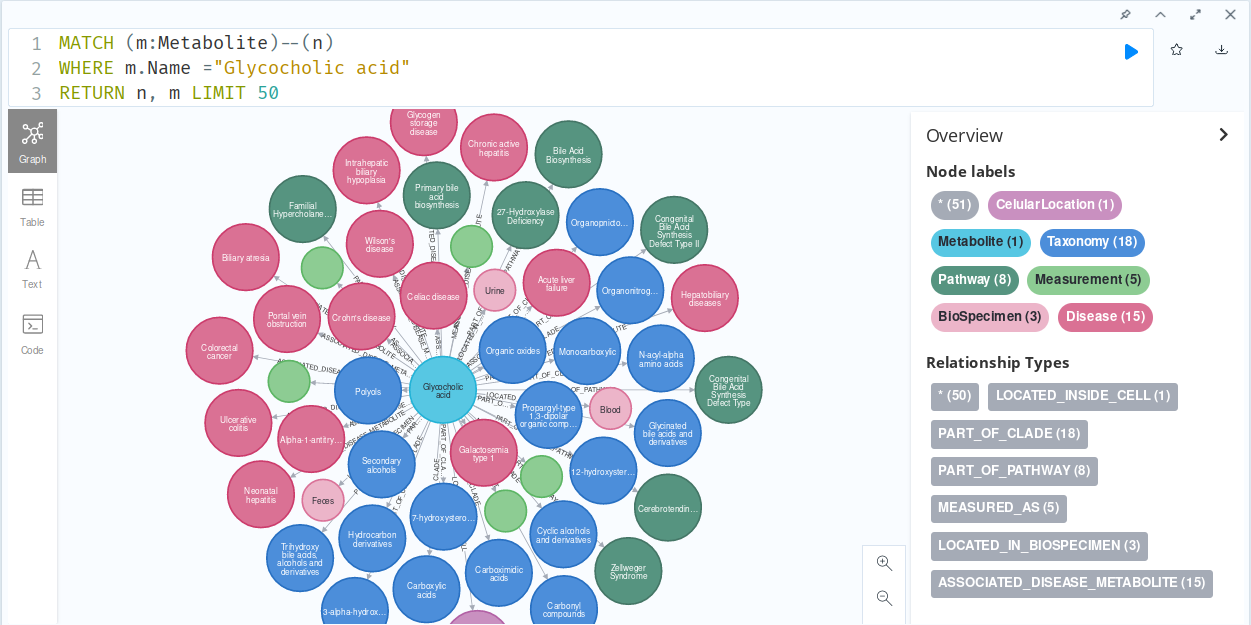 1 MATCH (m:Metabolite)--(n)
2 WHERE m.Name ="Glycocholic acid"
3 RETURN n, m LIMIT 50
Graph
Table
Text
Code
Glycogen
storage
disease
Chronic active
hepatitis
Bile Acid
Biosynthesis
Intrahepatic
biliary
hypoplasia
Primary bile
acid
biosynthesis
Familial
Hypercholane...
27-Hydroxylase
Deficiency
Organopnicto...
Congenital
Bile Acid
Synthesis
Defect Type II
Wilson's
disease
Biliary atresia
Celiac disease
Urine
Acute liver
failure
Organonitrog...
Hepatobiliary
diseases
Portal vein
obstruction
Crohn's disease
Colorectal
cancer
Organic oxides
Monocarboxylic
N-acyl-alpha
amino acids
Polyols
Glycocholic
acid
Congenital
Bile Acid
Synthesis
Defect Type
Propargyl-type
1,3-dipolar
organic comp...
Blood
Ulcerative
colitis
Alpha-1-antitry...
Glycinated
bile acids and
derivatives
Galactosemia
type 1
Secondary
alcohols
12-hydroxyster...
Neonatal
hepatitis
Feces
Cerebrotendin...
7-hydroxystero...
Hydrocarbon
derivatives
Cyclic alcohols
and derivatives
Trihydroxy
bile acids,
alcohols and
derivatives
Carboximidic
acids
Zellweger
Syndrome
Carboxylic
acids
3-alpha-hydrox...
Carbonyl
compounds
Overview
Node labels
* (51) CelularLocation (1)
Metabolite (1) Taxonomy (18)
Pathway (8) Measurement (5)
BioSpecimen (3) Disease (15)
Relationship Types
* (50) LOCATED_INSIDE_CELL (1)
PART_OF_CLADE (18)
PART_OF_PATHWAY (8)
MEASURED_AS (5)
LOCATED_IN_BIOSPECIMEN (3)
ASSOCIATED_DISEASE_METABOLITE (15)